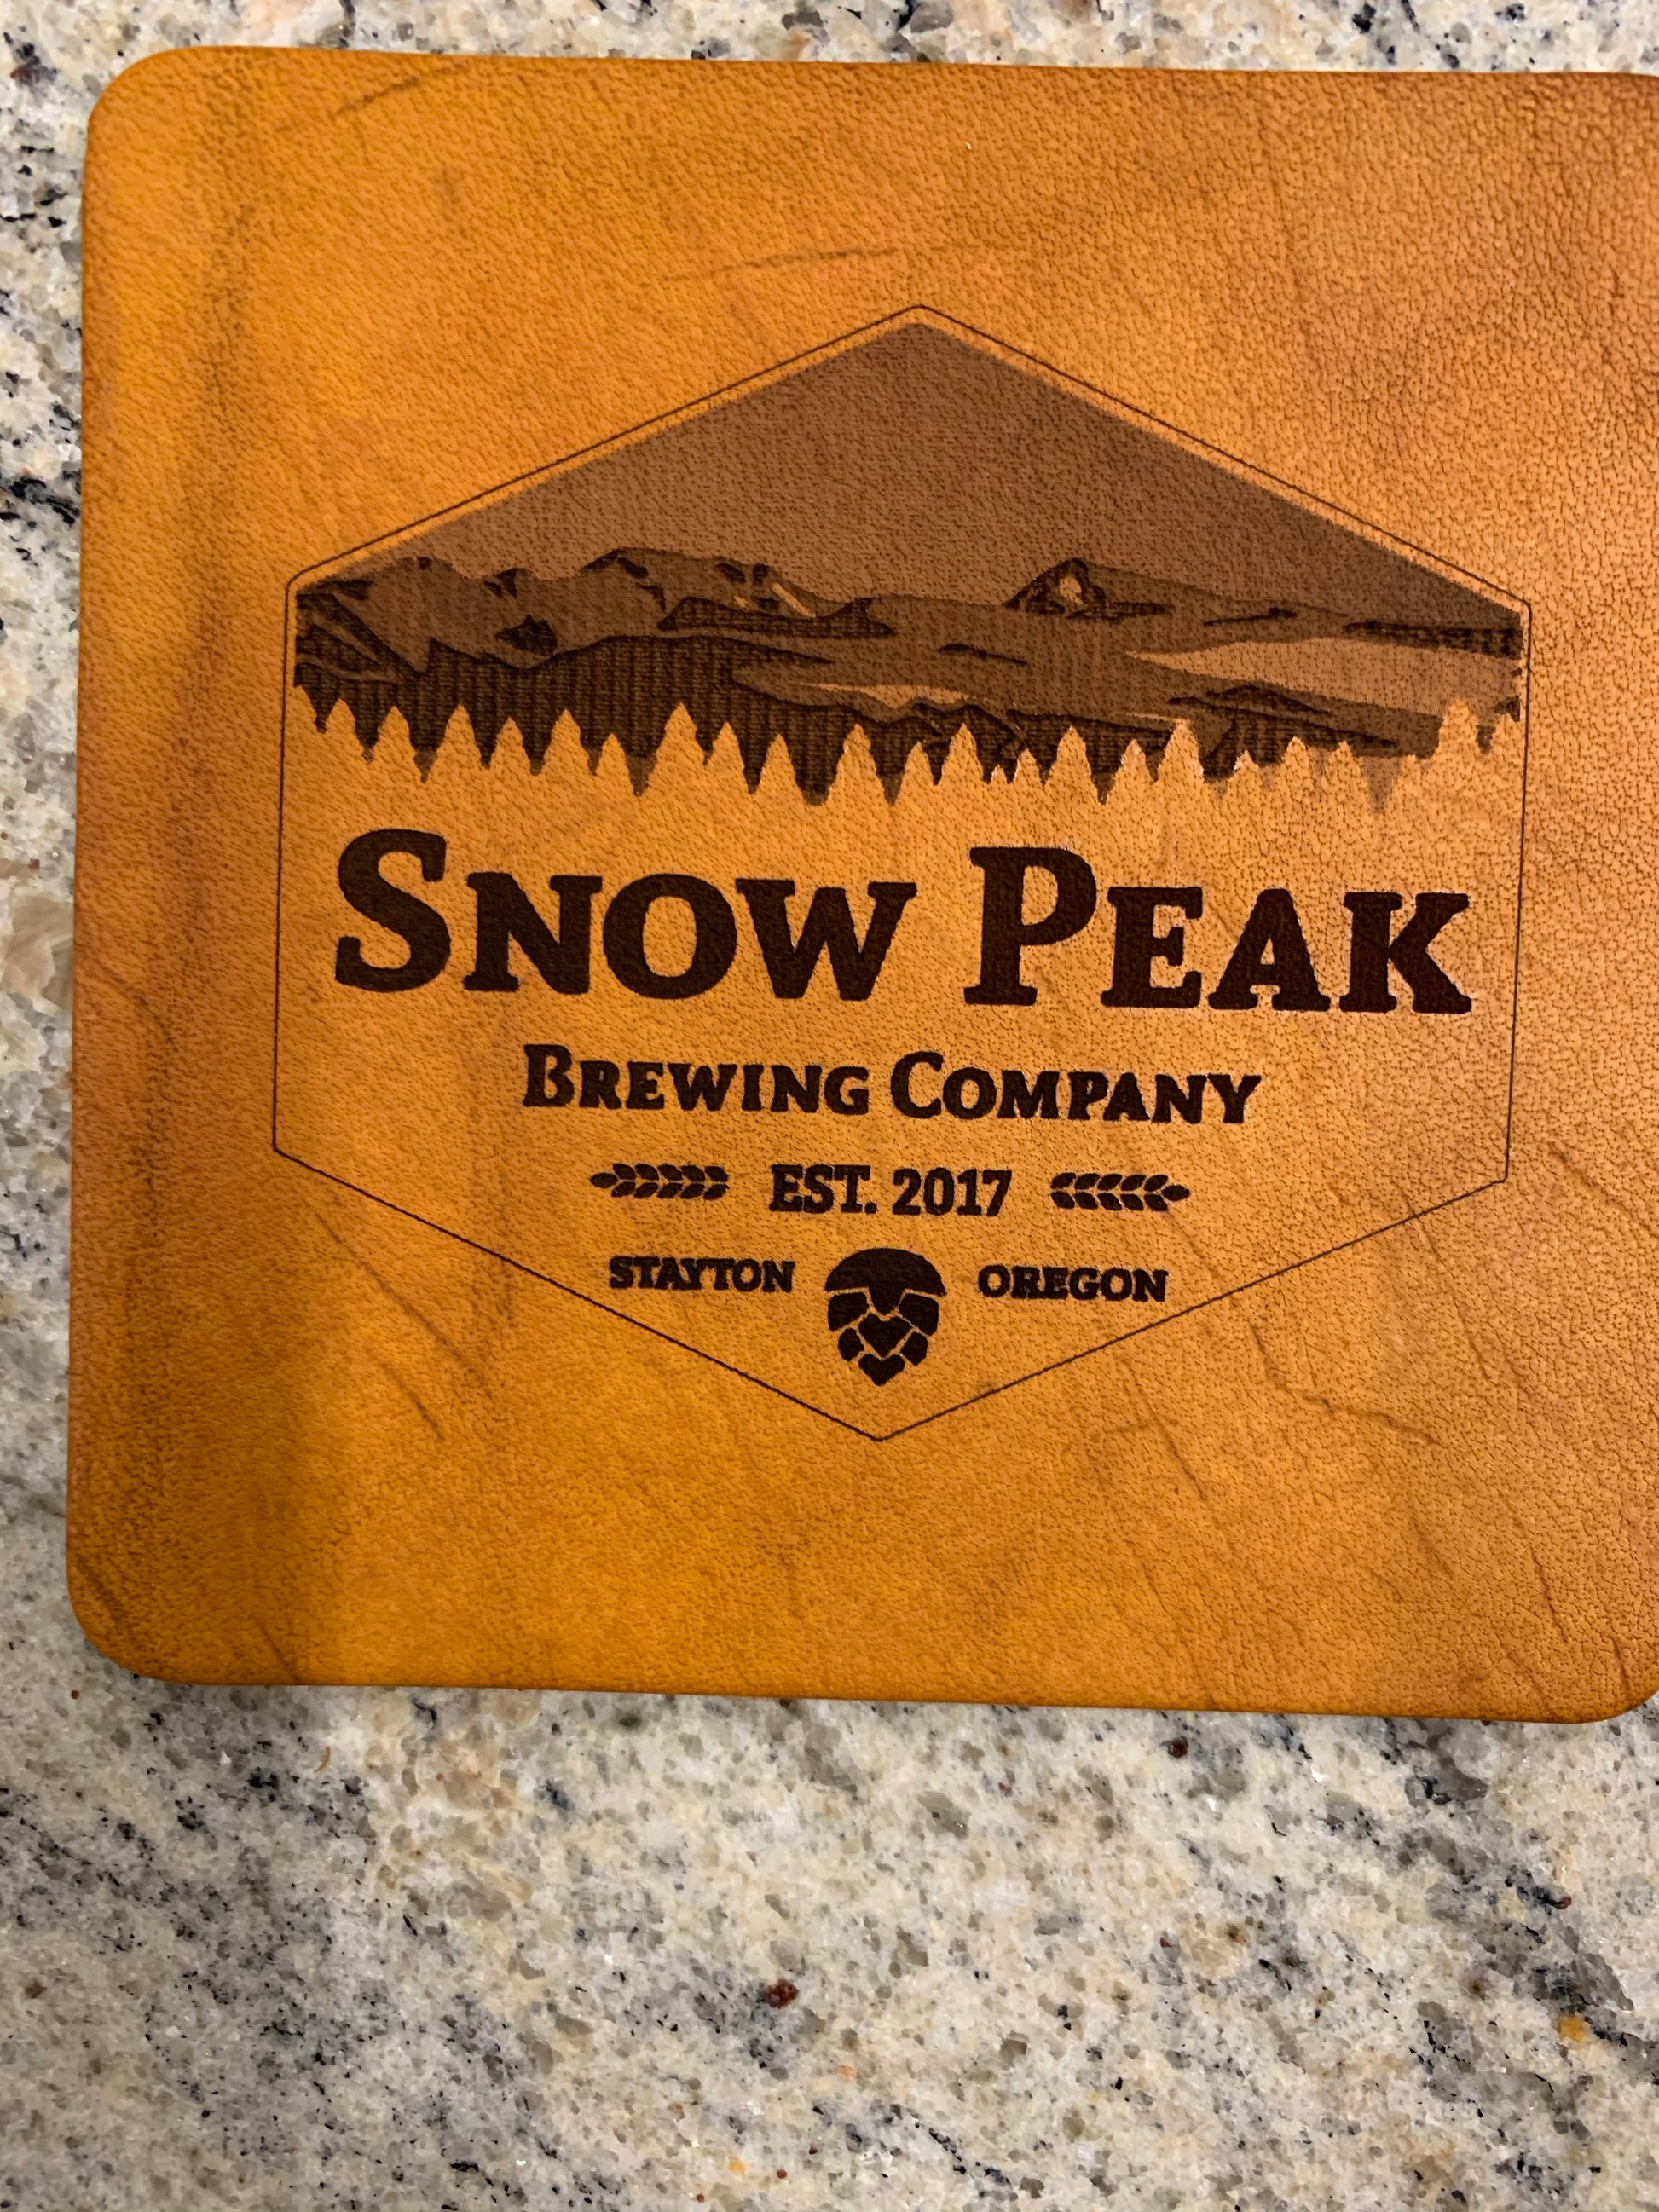 SNOW PEAK
BREWING COMPANY
EST. 2017
STAYTON OREGON